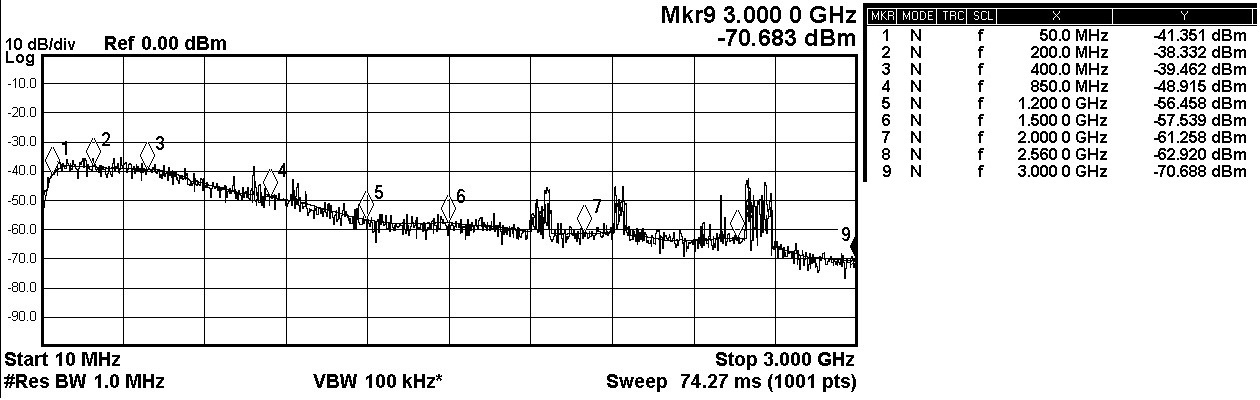 Mkr9 3.000 0 GHz
-70.683 dBm
10 dB/div Ref 0.00 dBm
Log
-10.0
-20.0
-30.0
-40.0
-50.0
-60.0
-70.0
-80.0
-90.0
1
2
3
4
5
6
7
9
Start 10 MHz Stop 3.000 GHz
#Res BW 1.0 MHz VBW 100 kHz* Sweep 74.27 ms (1001 pts)
MKR MODE TRC SCL X Y
1 N f 50.0 MHz -41.351 dBm
2 N f 200.0 MHz -38.332 dBm
3 N f 400.0 MHz -39.462 dBm
4 N f 850.0 MHz -48.915 dBm
5 N f 1.200 0 GHz -56.458 dBm
6 N f 1.500 0 GHz -57.539 dBm
7 N f 2.000 0 GHz -61.258 dBm
8 N f 2.560 0 GHz -62.920 dBm
9 N f 3.000 0 GHz -70.688 dBm